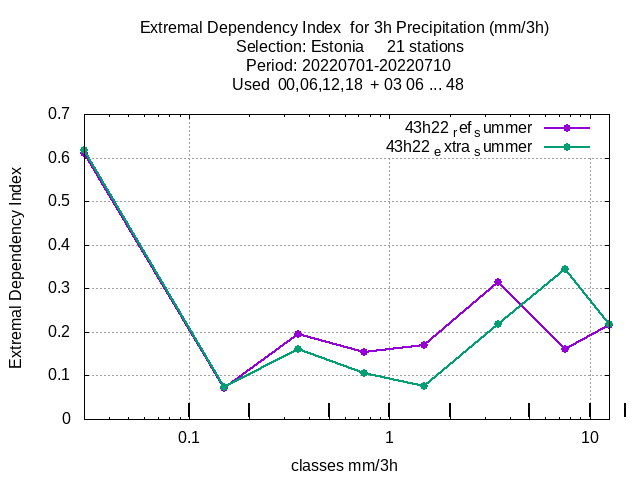 Extremal Dependency Index  for 3h Precipitation (mm/3h)
Selection: Estonia     21 stations
Period: 20220701-20220710
Used  00,06,12,18  + 03 06 ... 48
43h22 ref summer
43h22 extra summer
0.7
0.6
0.5
0.4
0.3
0.2
0.1
0
Extremal Dependency Index
0.1 1 10
classes mm/3h